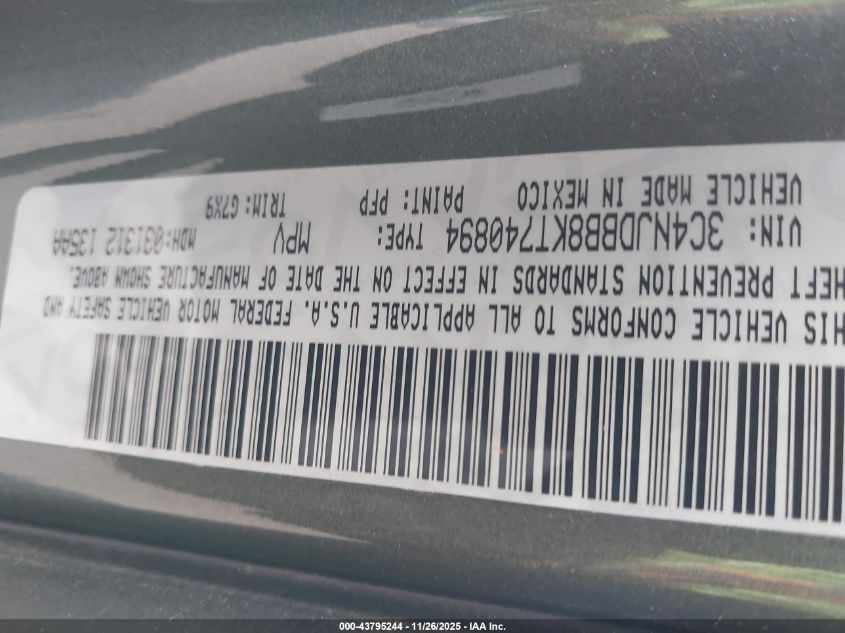 HIS VEHICLE CONFORMS TO ALL APPLICABLE U.S.A. FEDERAL MOTOR VEHICLE SAFETY AND
HEFT PREVENTION STANDARDS IN EFFECT ON THE DATE OF MANUFACTURE SHOWN ABOVE.
VIN: 3C4NJDBB8KT740894 TYPE: MPV MDH:031312 135AA
VEHICLE MADE IN MEXICO PAINT: PFP TRIM: G7X9
000-43795244 - 11/26/2025 - IAA Inc.